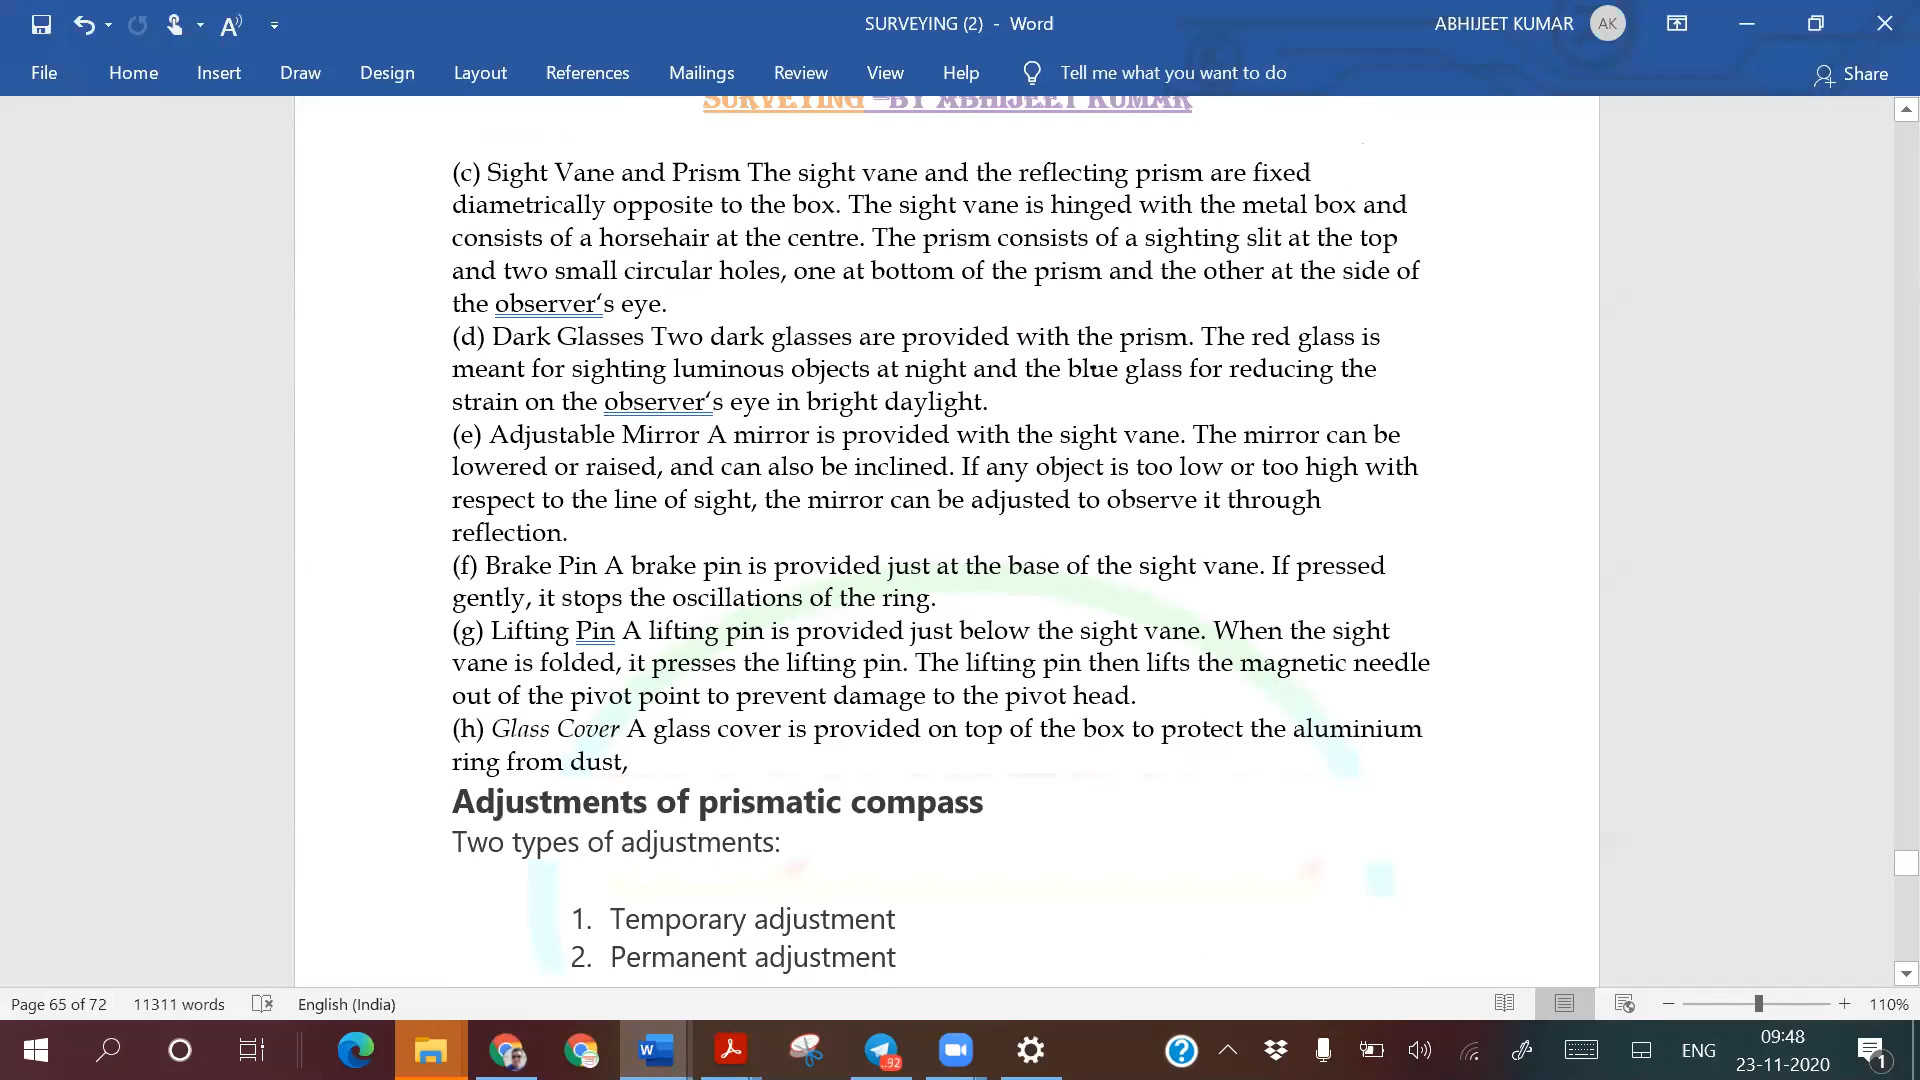 SURVEYING (2) - Word
ABHIJEET KUMAR
AK
File Home Insert Draw Design Layout References Mailings Review View Help Tell me what you want to do Share
SURVEYING –BY ABHIJEET KUMAR
(c) Sight Vane and Prism The sight vane and the reflecting prism are fixed
diametrically opposite to the box. The sight vane is hinged with the metal box and
consists of a horsehair at the centre. The prism consists of a sighting slit at the top
and two small circular holes, one at bottom of the prism and the other at the side of
the observer‘s eye.
(d) Dark Glasses Two dark glasses are provided with the prism. The red glass is
meant for sighting luminous objects at night and the blue glass for reducing the
strain on the observer‘s eye in bright daylight.
(e) Adjustable Mirror A mirror is provided with the sight vane. The mirror can be
lowered or raised, and can also be inclined. If any object is too low or too high with
respect to the line of sight, the mirror can be adjusted to observe it through
reflection.
(f) Brake Pin A brake pin is provided just at the base of the sight vane. If pressed
gently, it stops the oscillations of the ring.
(g) Lifting Pin A lifting pin is provided just below the sight vane. When the sight
vane is folded, it presses the lifting pin. The lifting pin then lifts the magnetic needle
out of the pivot point to prevent damage to the pivot head.
(h) Glass Cover A glass cover is provided on top of the box to protect the aluminium
ring from dust,
Adjustments of prismatic compass
Two types of adjustments:
1. Temporary adjustment
2. Permanent adjustment
Page 65 of 72 11311 words English (India) 110%
..92
ENG
09:48
23-11-2020
1